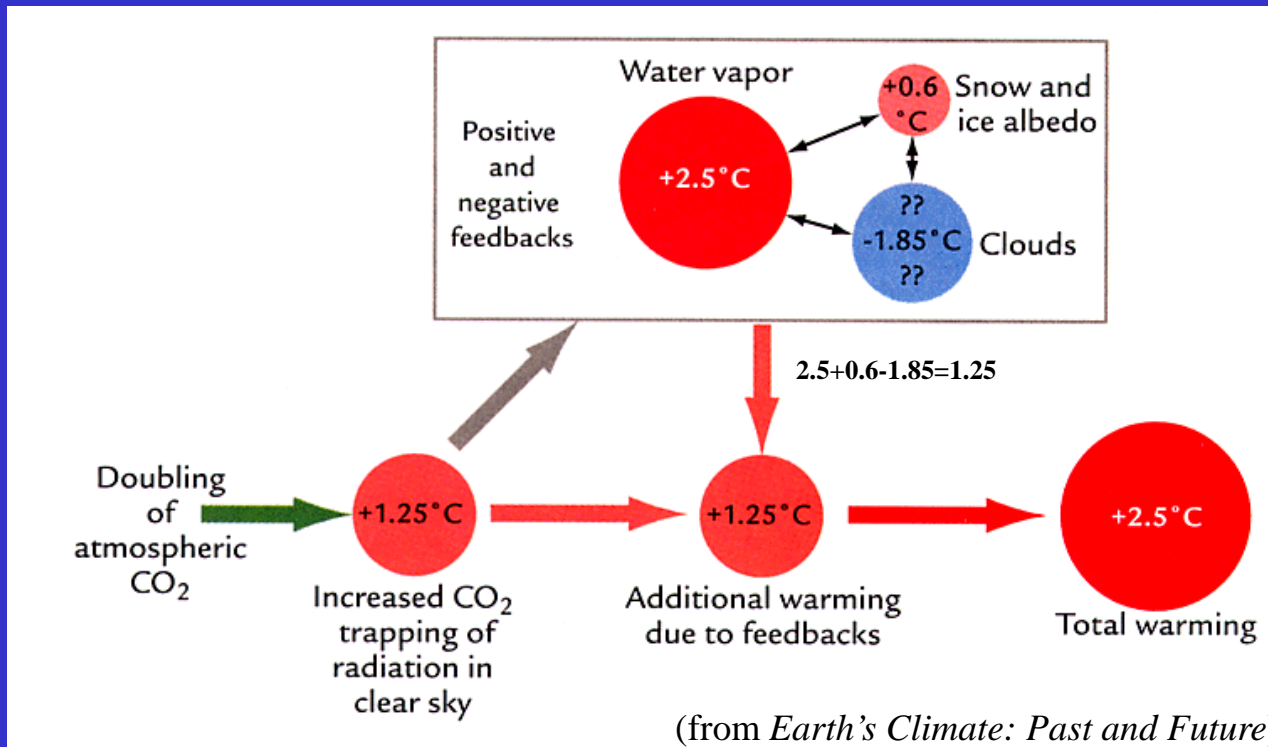 Water vapor
+2.5°C
+0.6
°C
Snow and
ice albedo
Positive
and
negative
feedbacks
??
-1.85°C
??
Clouds
2.5+0.6-1.85=1.25
Doubling
of
atmospheric
CO₂
+1.25°C
Increased CO₂
trapping of
radiation in
clear sky
+1.25°C
Additional warming
due to feedbacks
+2.5°C
Total warming
(from Earth's Climate: Past and Future)